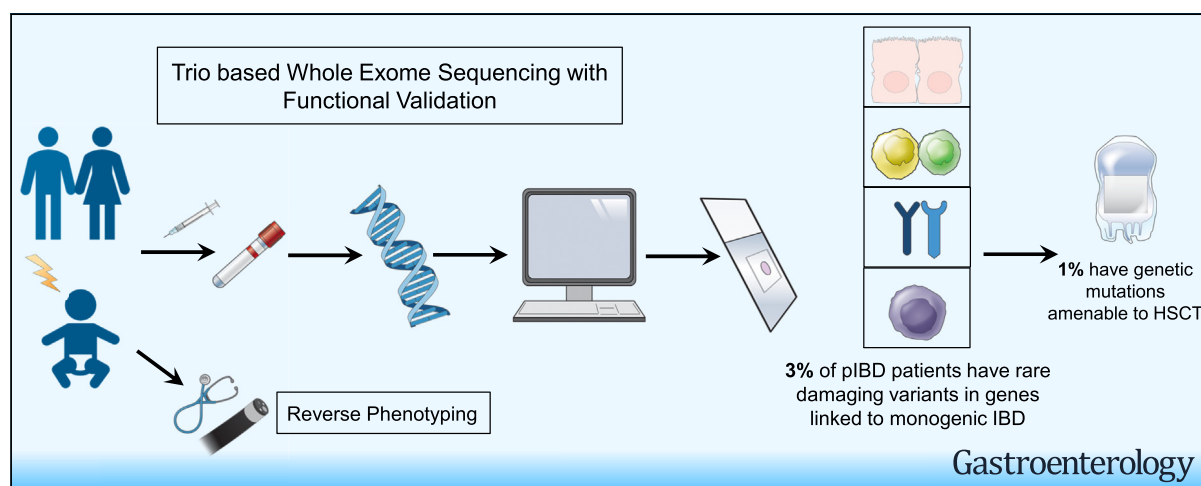 Trio based Whole Exome Sequencing with
Functional Validation
Reverse Phenotyping
3% of pIBD patients have rare
damaging variants in genes
linked to monogenic IBD
1% have genetic
mutations
amenable to HSCT
Gastroenterology